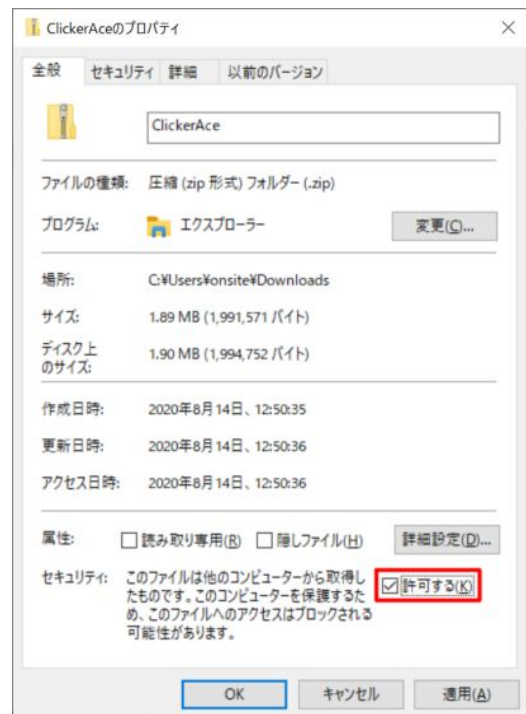 ClickerAceのプロパティ
全般 セキュリティ 詳細 以前のバージョン
ClickerAce
ファイルの種類: 圧縮 (zip 形式) フォルダー (.zip)
プログラム: エクスプローラー 変更(C)...
場所: C:¥Users¥onsite¥Downloads
サイズ: 1.89 MB (1,991,571 バイト)
ディスク上
のサイズ: 1.90 MB (1,994,752 バイト)
作成日時: 2020年8月14日、12:50:35
更新日時: 2020年8月14日、12:50:36
アクセス日時: 2020年8月14日、12:50:36
属性: 読み取り専用(R) 隠しファイル(H) 詳細設定(D)...
セキュリティ: このファイルは他のコンピューターから取得し 許可する(K)
たものです。このコンピューターを保護するた
め、このファイルへのアクセスはブロックされる
可能性があります。
OK キャンセル 適用(A)